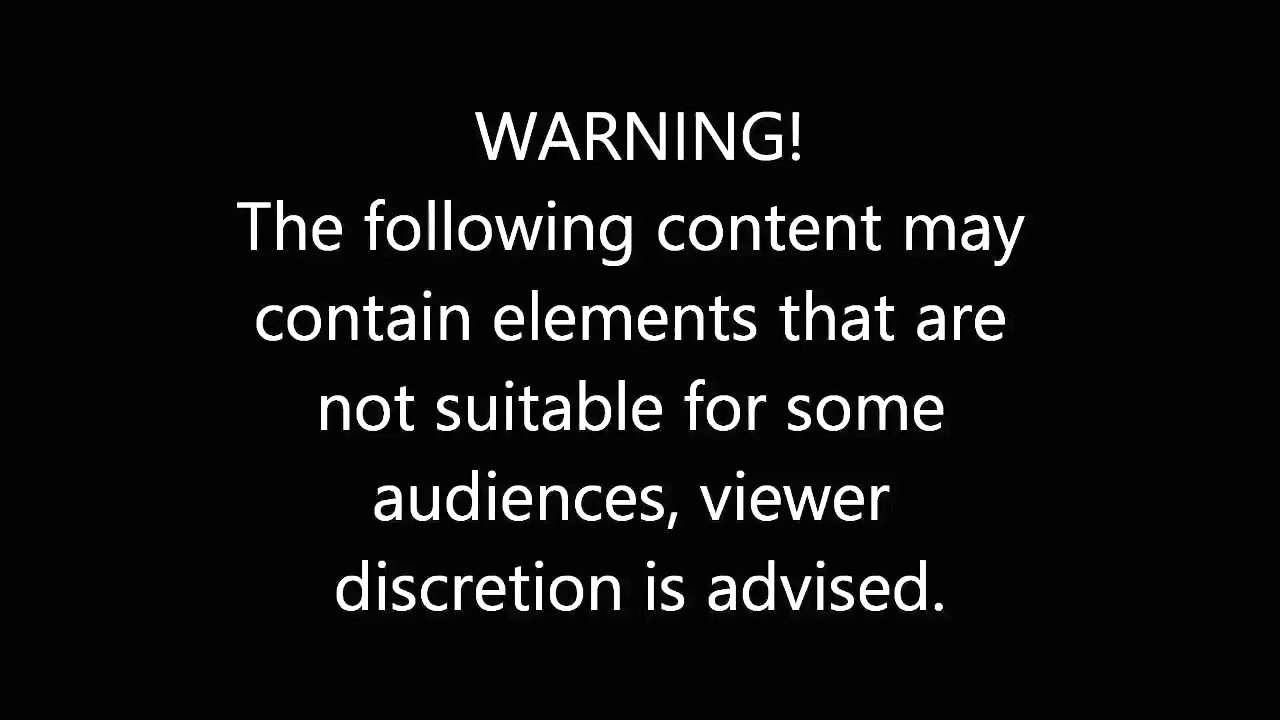 WARNING!
The following content may
contain elements that are
not suitable for some
audiences, viewer
discretion is advised.